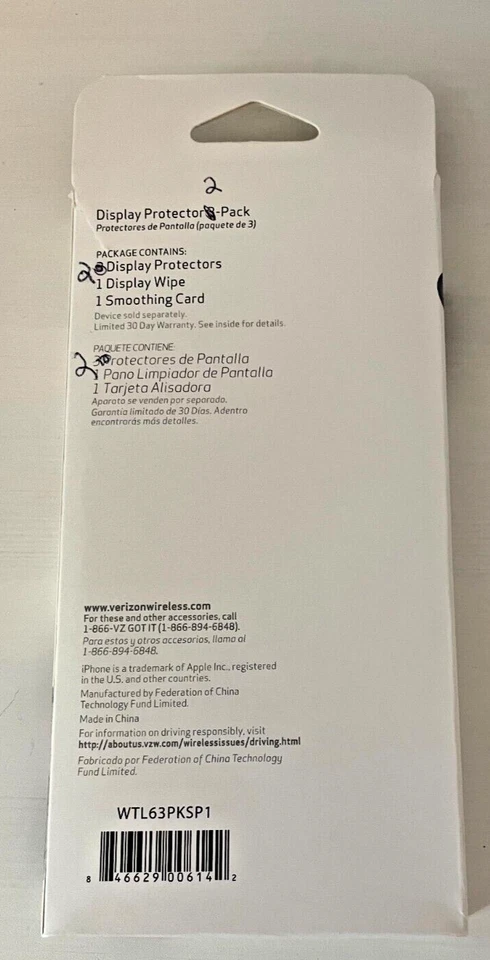 2
Display Protector -Pack
Protectores de Pantalla (paquete de 3)
PACKAGE CONTAINS:
2 Display Protectors
1 Display Wipe
1 Smoothing Card
Device sold separately.
Limited 30 Day Warranty. See inside for details.
PAQUETE CONTIENE:
2 3 Protectores de Pantalla
1 Pano Limpiador de Pantalla
1 Tarjeta Alisadora
Aparato se venden por separado.
Garantía limitado de 30 Días. Adentro
encontrarás más detalles.
www.verizonwireless.com
For these and other accessories, call
1-866-VZ GOT IT (1-866-894-6848).
Para estos y otros accesorios, llama al
1-866-894-6848.
iPhone is a trademark of Apple Inc., registered
in the U.S. and other countries.
Manufactured by Federation of China
Technology Fund Limited.
Made in China
For information on driving responsibly, visit
http://aboutus.vzw.com/wirelessissues/driving.html
Fabricado por Federation of China Technology
Fund Limited.
WTL63PKSP1
8 46629 00614 2